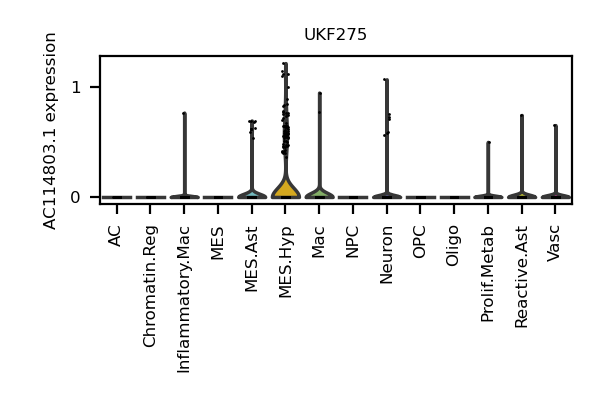 UKF275
AC114803.1 expression
1
0
AC
Chromatin.Reg
Inflammatory.Mac
MES
MES.Ast
MES.Hyp
Mac
NPC
Neuron
OPC
Oligo
Prolif.Metab
Reactive.Ast
Vasc